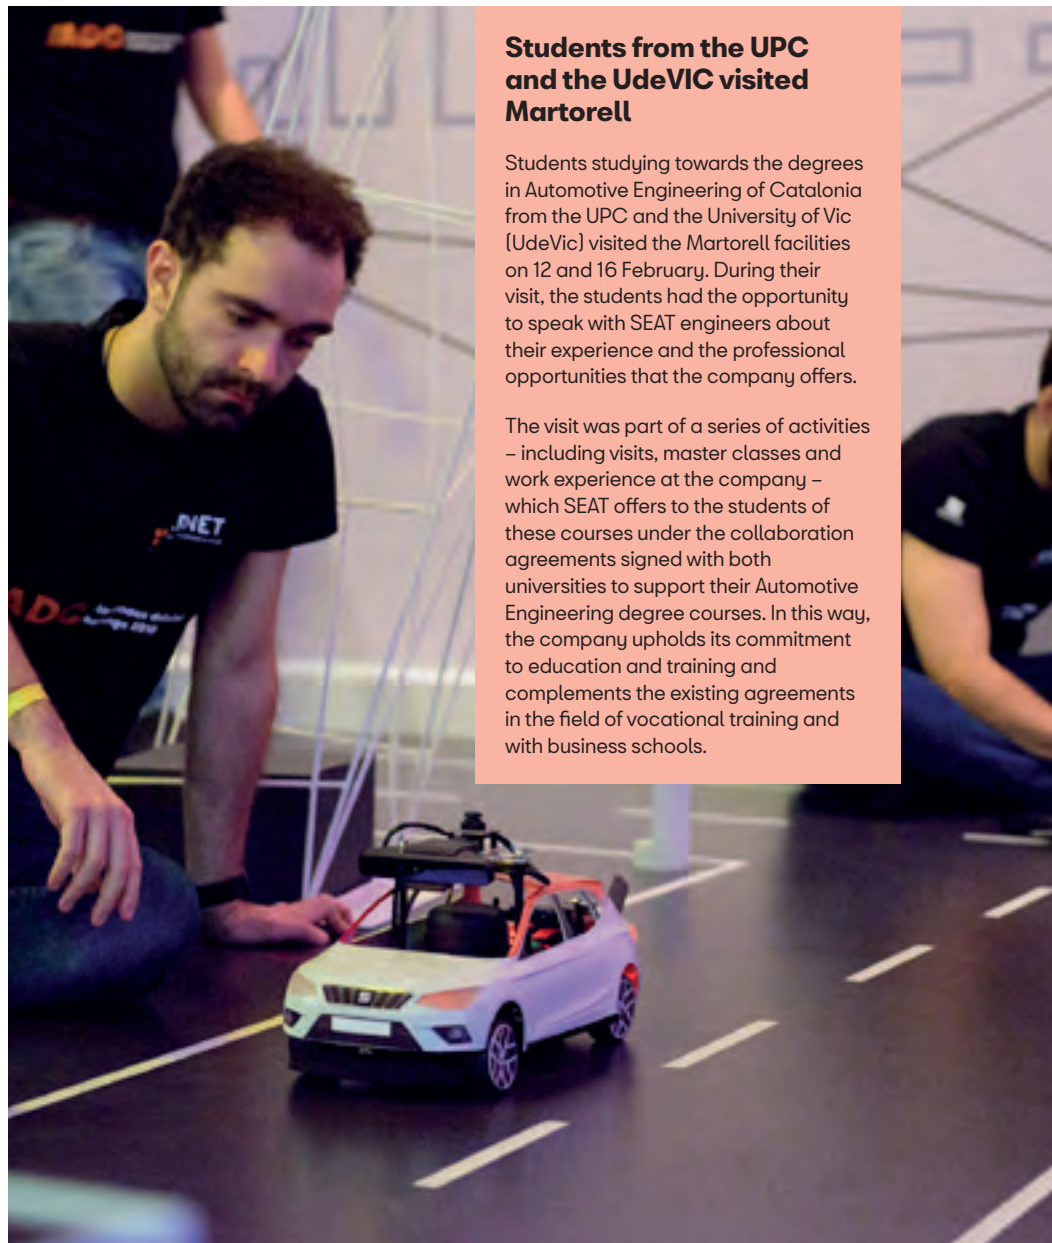 ADC
Students from the UPC
and the UdeVIC visited
Martorell
Students studying towards the degrees
in Automotive Engineering of Catalonia
from the UPC and the University of Vic
(UdeVic) visited the Martorell facilities
on 12 and 16 February. During their
visit, the students had the opportunity
to speak with SEAT engineers about
their experience and the professional
opportunities that the company offers.
The visit was part of a series of activities
– including visits, master classes and
work experience at the company –
which SEAT offers to the students of
these courses under the collaboration
agreements signed with both
universities to support their Automotive
Engineering degree courses. In this way,
the company upholds its commitment
to education and training and
complements the existing agreements
in the field of vocational training and
with business schools.
ADC